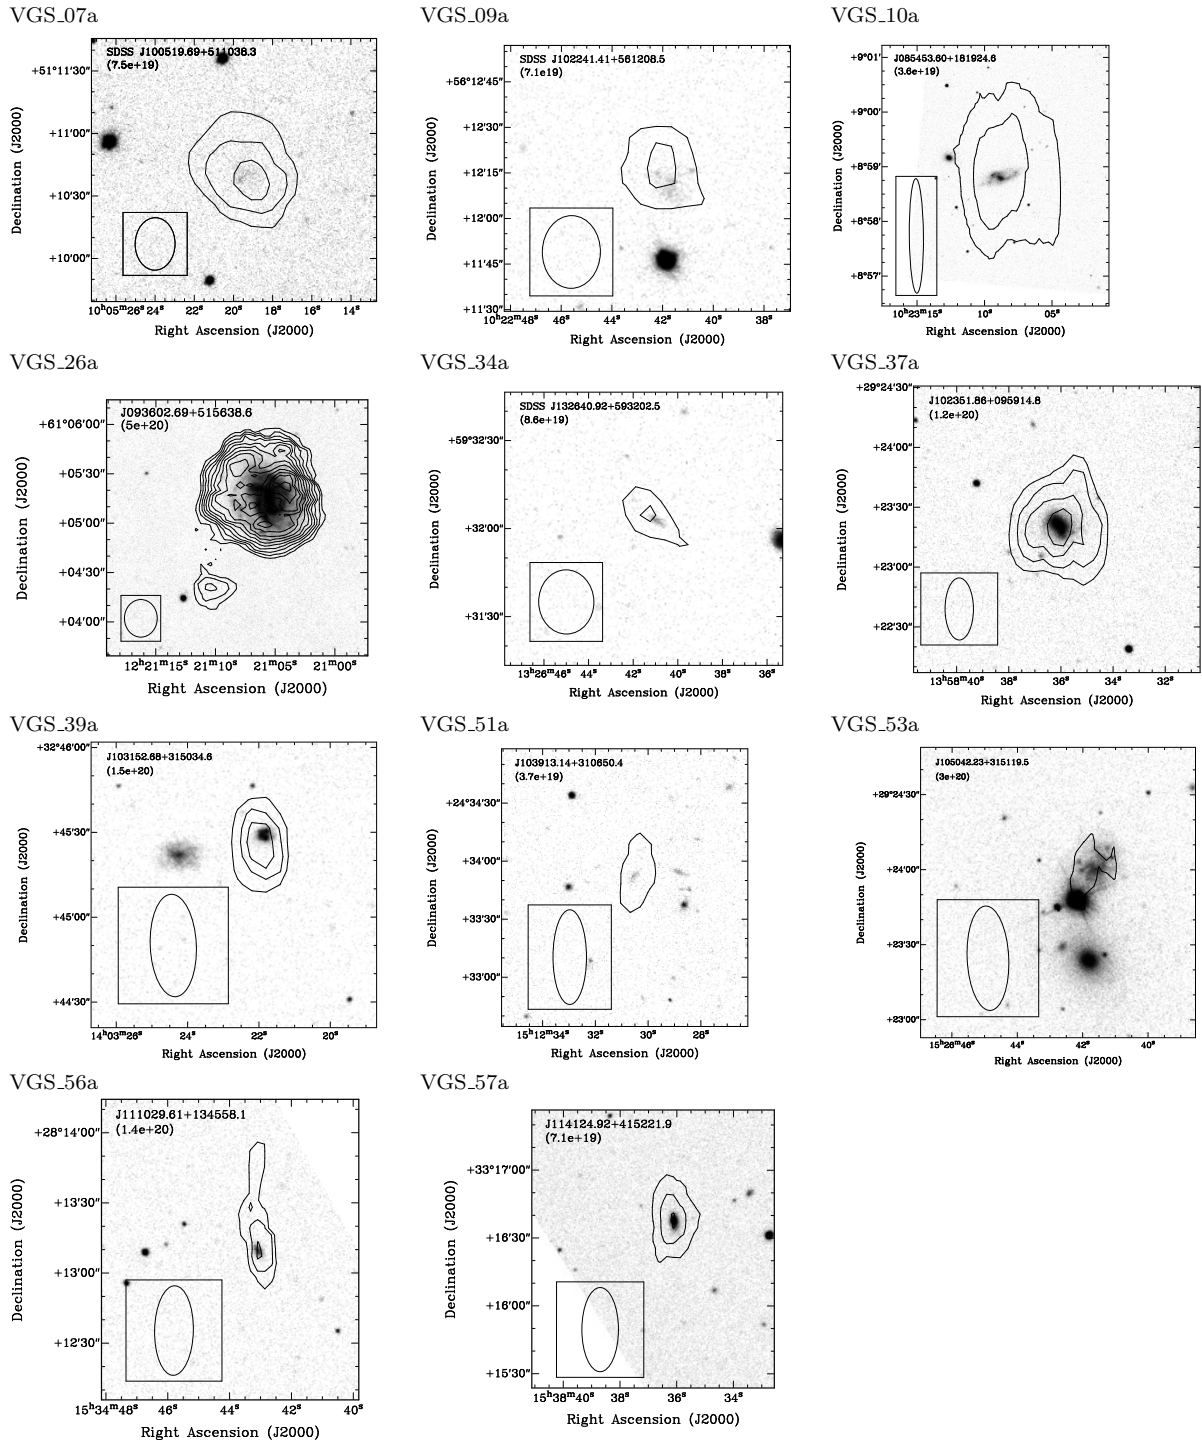 VGS_07a
SDSS J100519.69+511038.3
(7.5e+19)
+51°11'30"
+11'00"
+10'30"
+10'00"
Declination (J2000)
10ʰ05ᵐ26ˢ 24ˢ 22ˢ 20ˢ 18ˢ 16ˢ 14ˢ
Right Ascension (J2000)
VGS_09a
SDSS J102241.41+561208.5
(7.1e19)
+56°12'45"
+12'30"
+12'15"
+12'00"
+11'45"
+11'30"
Declination (J2000)
10ʰ22ᵐ48ˢ 46ˢ 44ˢ 42ˢ 40ˢ 38ˢ
Right Ascension (J2000)
VGS_10a
J085453.60+181924.6
(3.6e+19)
+9°01'
+9°00'
+8°59'
+8°58'
+8°57'
Declination (J2000)
10ʰ23ᵐ15ˢ 10ˢ 05ˢ
Right Ascension (J2000)
VGS_26a
J093602.69+515638.6
(5e+20)
+61°06'00"
+05'30"
+05'00"
+04'30"
+04'00"
Declination (J2000)
12ʰ21ᵐ15ˢ 21ᵐ10ˢ 21ᵐ05ˢ 21ᵐ00ˢ
Right Ascension (J2000)
VGS_34a
SDSS J132640.92+593202.5
(8.6e+19)
+59°32'30"
+32'00"
+31'30"
Declination (J2000)
13ʰ26ᵐ46ˢ 44ˢ 42ˢ 40ˢ 38ˢ 36ˢ
Right Ascension (J2000)
VGS_37a
J102351.86+095914.8
(1.2e+20)
+29°24'30"
+24'00"
+23'30"
+23'00"
+22'30"
Declination (J2000)
13ʰ58ᵐ40ˢ 38ˢ 36ˢ 34ˢ 32ˢ
Right Ascension (J2000)
VGS_39a
J103152.68+315034.6
(1.5e+20)
+32°46'00"
+45'30"
+45'00"
+44'30"
Declination (J2000)
14ʰ03ᵐ26ˢ 24ˢ 22ˢ 20ˢ
Right Ascension (J2000)
VGS_51a
J103913.14+310650.4
(3.7e+19)
+24°34'30"
+34'00"
+33'30"
+33'00"
Declination (J2000)
15ʰ12ᵐ34ˢ 32ˢ 30ˢ 28ˢ
Right Ascension (J2000)
VGS_53a
J105042.23+315119.5
(3e+20)
+29°24'30"
+24'00"
+23'30"
+23'00"
Declination (J2000)
15ʰ26ᵐ46ˢ 44ˢ 42ˢ 40ˢ
Right Ascension (J2000)
VGS_56a
J111029.61+134558.1
(1.4e+20)
+28°14'00"
+13'30"
+13'00"
+12'30"
Declination (J2000)
15ʰ34ᵐ48ˢ 46ˢ 44ˢ 42ˢ 40ˢ
Right Ascension (J2000)
VGS_57a
J114124.92+415221.9
(7.1e+19)
+33°17'00"
+16'30"
+16'00"
+15'30"
Declination (J2000)
15ʰ38ᵐ40ˢ 38ˢ 36ˢ 34ˢ
Right Ascension (J2000)